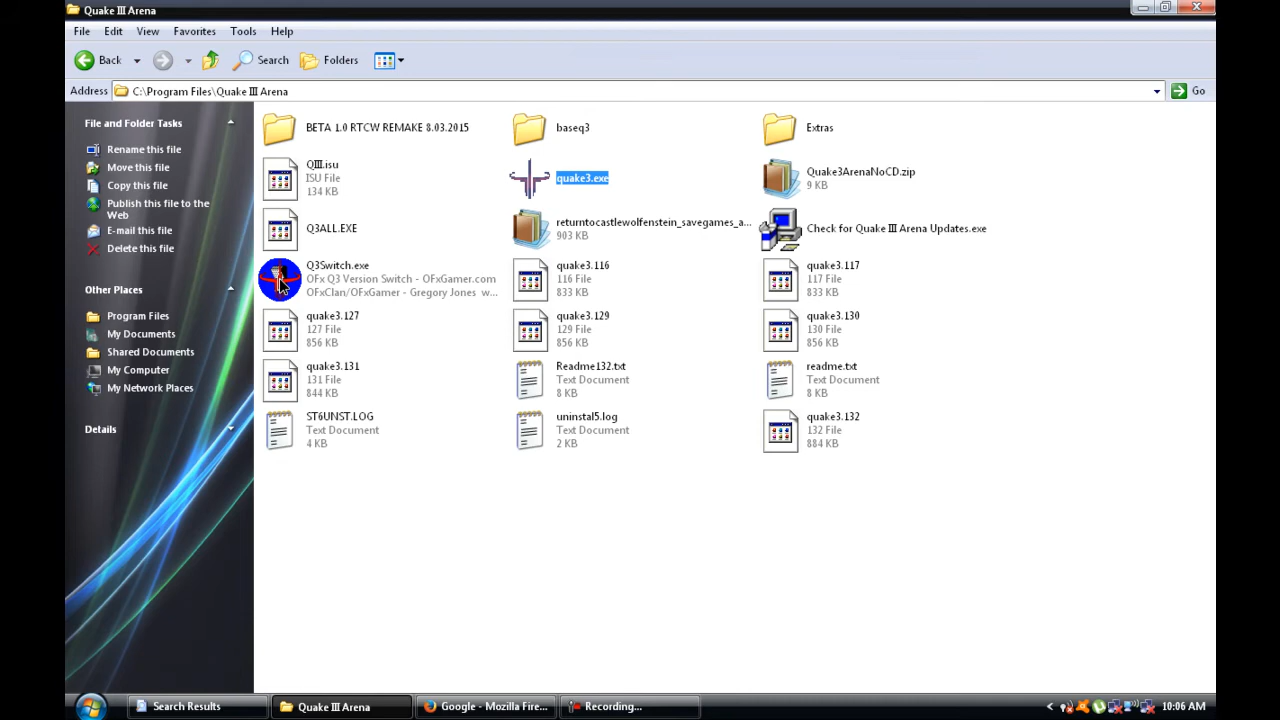 Quake III Arena
File Edit View Favorites Tools Help
Back Search Folders
Address C:\Program Files\Quake III Arena Go
File and Folder Tasks
Rename this file
Move this file
Copy this file
Publish this file to the
Web
E-mail this file
Delete this file
Other Places
Program Files
My Documents
Shared Documents
My Computer
My Network Places
Details
BETA 1.0 RTCW REMAKE 8.03.2015
baseq3
Extras
QIII.isu
ISU File
134 KB
quake3.exe
Quake3ArenaNoCD.zip
9 KB
Q3ALL.EXE
returntocastlewolfenstein_savegames_a...
903 KB
Check for Quake III Arena Updates.exe
Q3Switch.exe
OFx Q3 Version Switch - OFxGamer.com
OFxClan/OFxGamer - Gregory Jones w...
quake3.116
116 File
833 KB
quake3.117
117 File
833 KB
quake3.127
127 File
856 KB
quake3.129
129 File
856 KB
quake3.130
130 File
856 KB
quake3.131
131 File
844 KB
Readme132.txt
Text Document
8 KB
readme.txt
Text Document
8 KB
ST6UNST.LOG
Text Document
4 KB
uninstal5.log
Text Document
2 KB
quake3.132
132 File
884 KB
Search Results Quake III Arena Google - Mozilla Fire... Recording... 10:06 AM